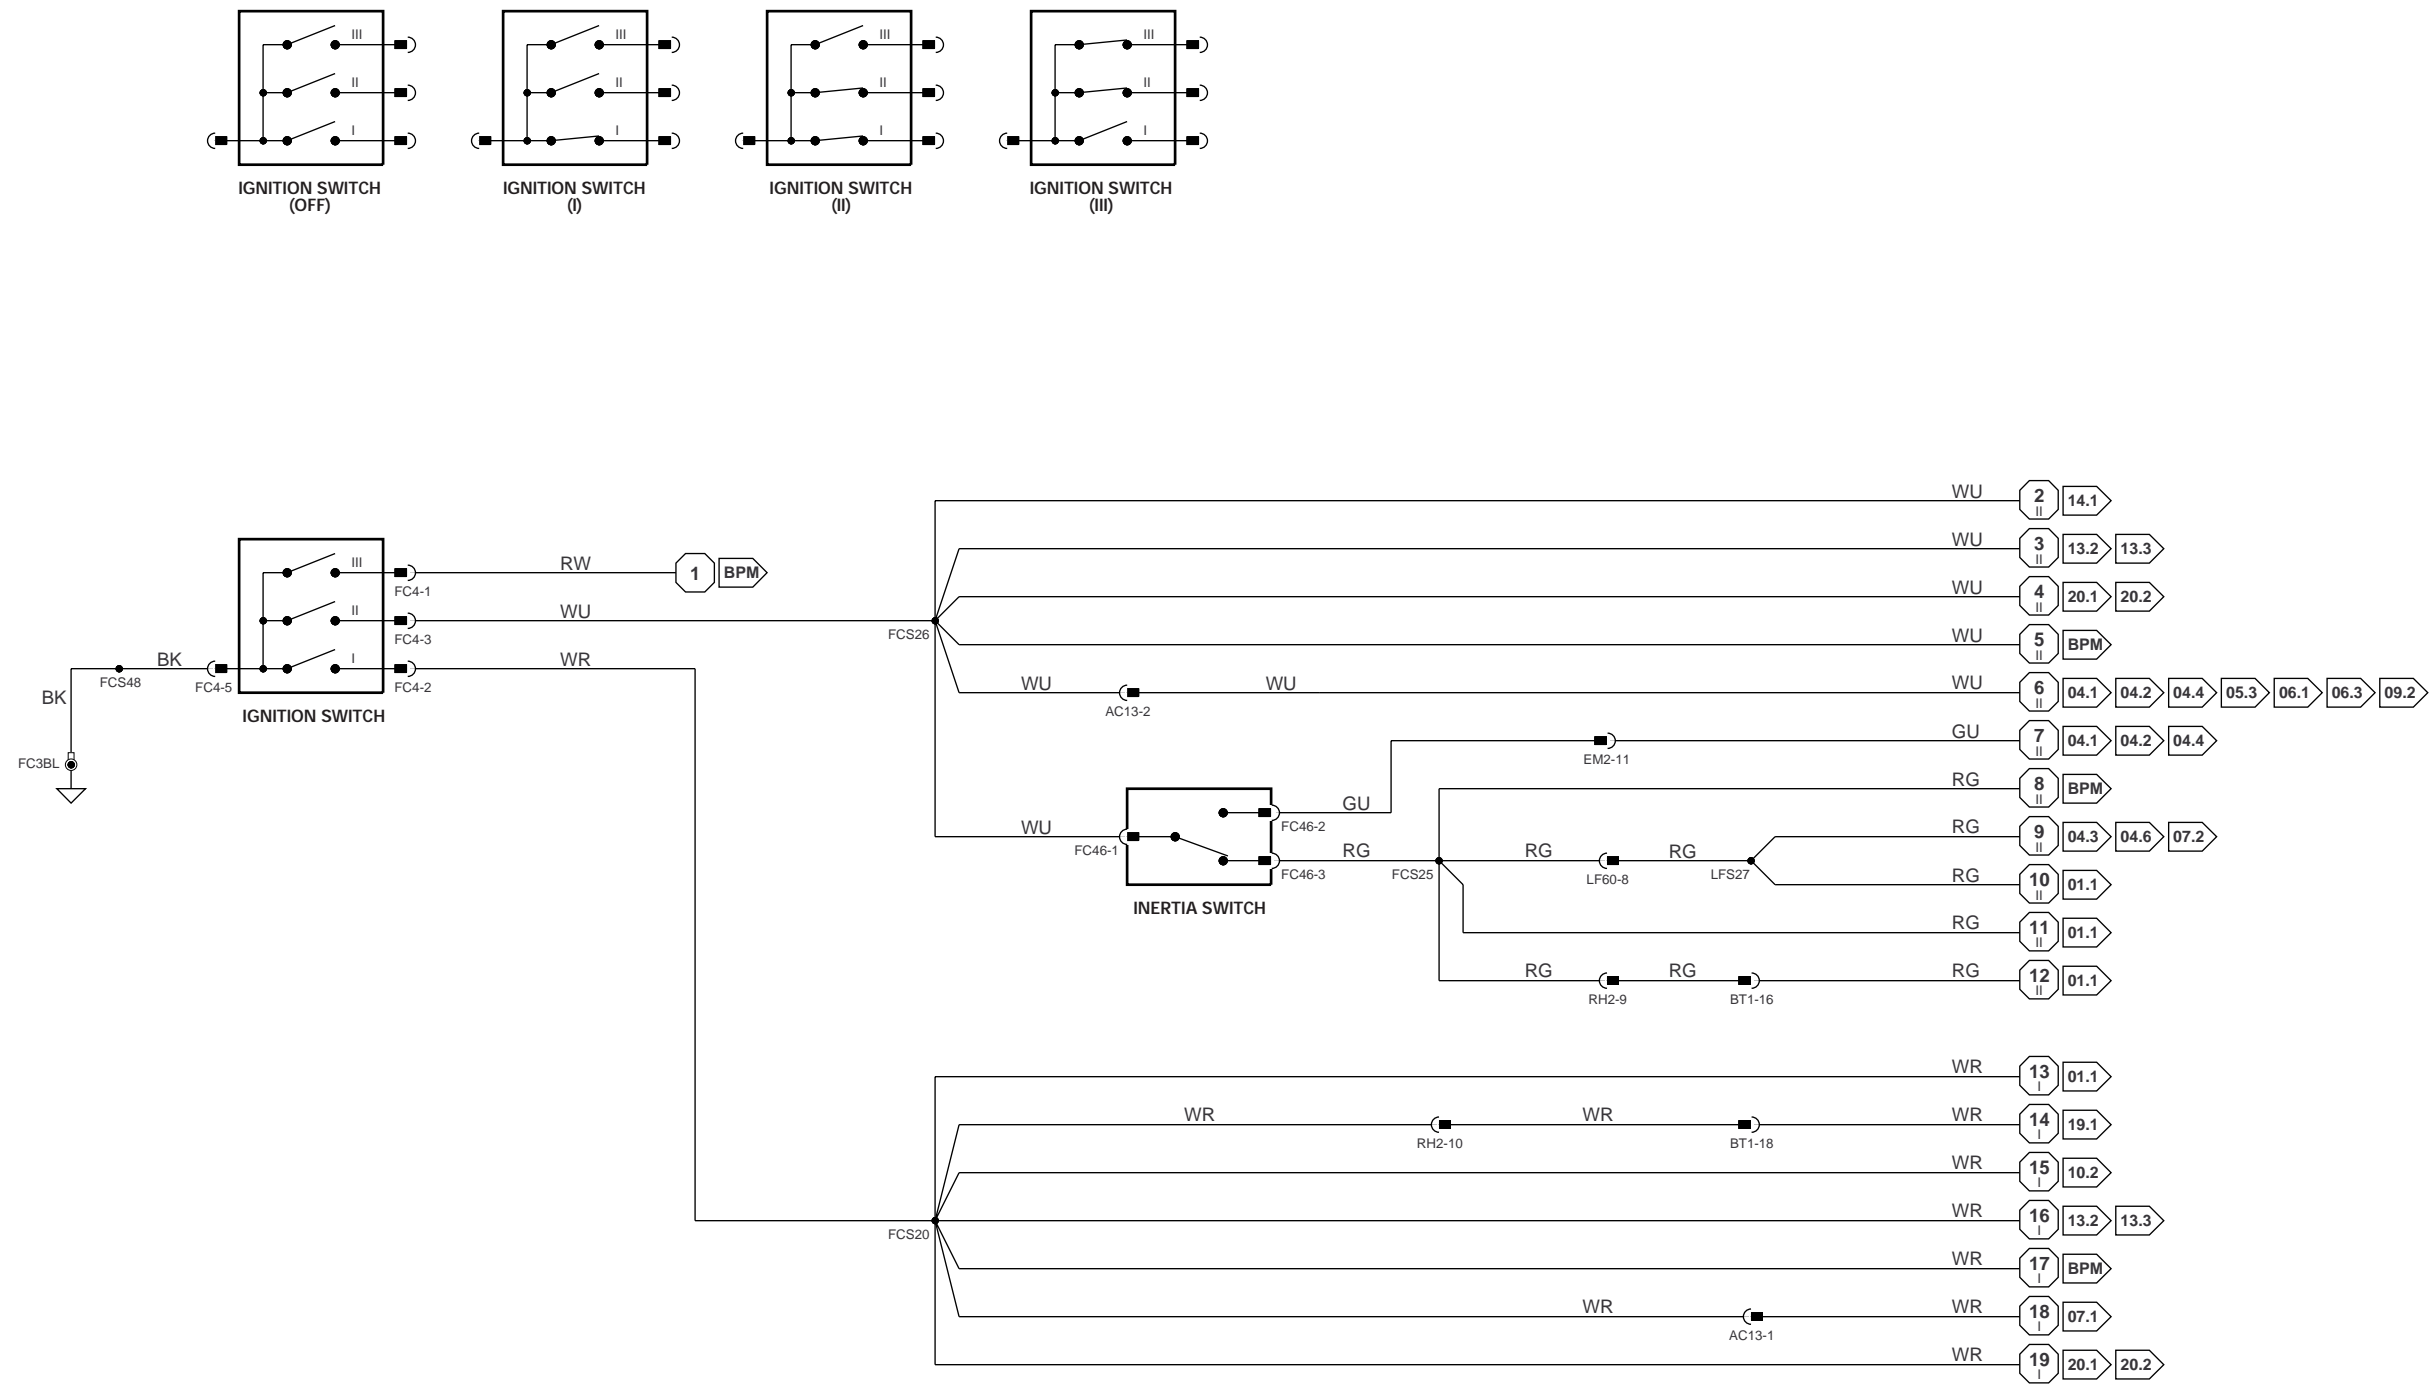 III III III III
II II II II
I I I I
IGNITION SWITCH IGNITION SWITCH IGNITION SWITCH IGNITION SWITCH
(OFF) (I) (II) (III)
WU 2 II 14.1
WU 3 II 13.2 13.3
III RW 1 BPM
FC4-1
WU 4 II 20.1 20.2
II WU
FC4-3 FCS26
WU 5 II BPM
BK I WR
FCS48 FC4-5 FC4-2
BK
WU WU WU 6 II 04.1 04.2 04.4 05.3 06.1 06.3 09.2
AC13-2
IGNITION SWITCH
GU 7 II 04.1 04.2 04.4
EM2-11
FC3BL
RG 8 II BPM
GU
FC46-2
WU RG 9 II 04.3 04.6 07.2
FC46-1
RG RG RG
FC46-3 FCS25 LF60-8 LFS27
RG 10 II 01.1
INERTIA SWITCH
RG 11 II 01.1
RG RG RG 12 II 01.1
RH2-9 BT1-16
WR 13 I 01.1
WR WR WR 14 I 19.1
RH2-10 BT1-18
WR 15 I 10.2
WR 16 I 13.2 13.3
FCS20
WR 17 I BPM
WR WR 18 I 07.1
AC13-1
WR 19 I 20.1 20.2